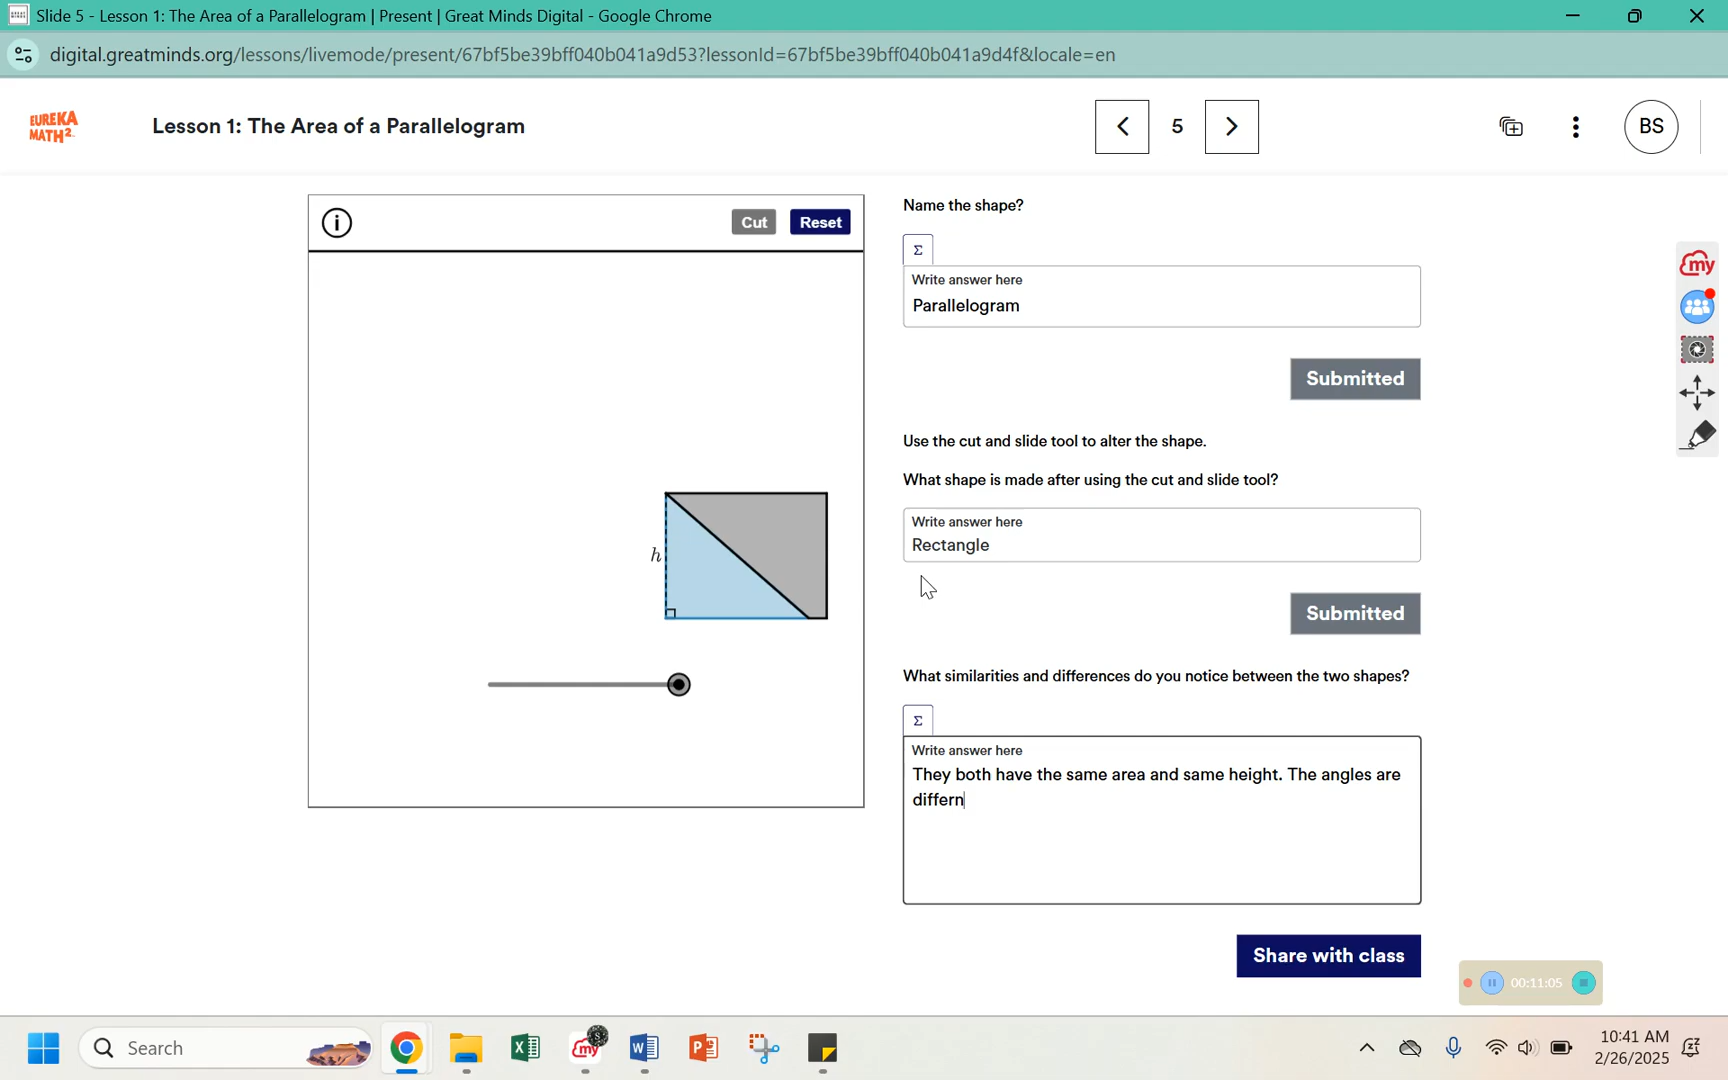 Slide 5 - Lesson 1: The Area of a Parallelogram | Present | Great Minds Digital - Google Chrome
digital.greatminds.org/lessons/livemode/present/67bf5be39bff040b041a9d53?lessonId=67bf5be39bff040b041a9d4f&locale=en
EUREKA
MATH²
Lesson 1: The Area of a Parallelogram
5
BS
i
Cut
Reset
h
Name the shape?
Σ
Write answer here
Parallelogram
Submitted
Use the cut and slide tool to alter the shape.
What shape is made after using the cut and slide tool?
Write answer here
Rectangle
Submitted
What similarities and differences do you notice between the two shapes?
Σ
Write answer here
They both have the same area and same height. The angles are
differn
Share with class
my
00:11:05
Search
my
S
10:41 AM
2/26/2025